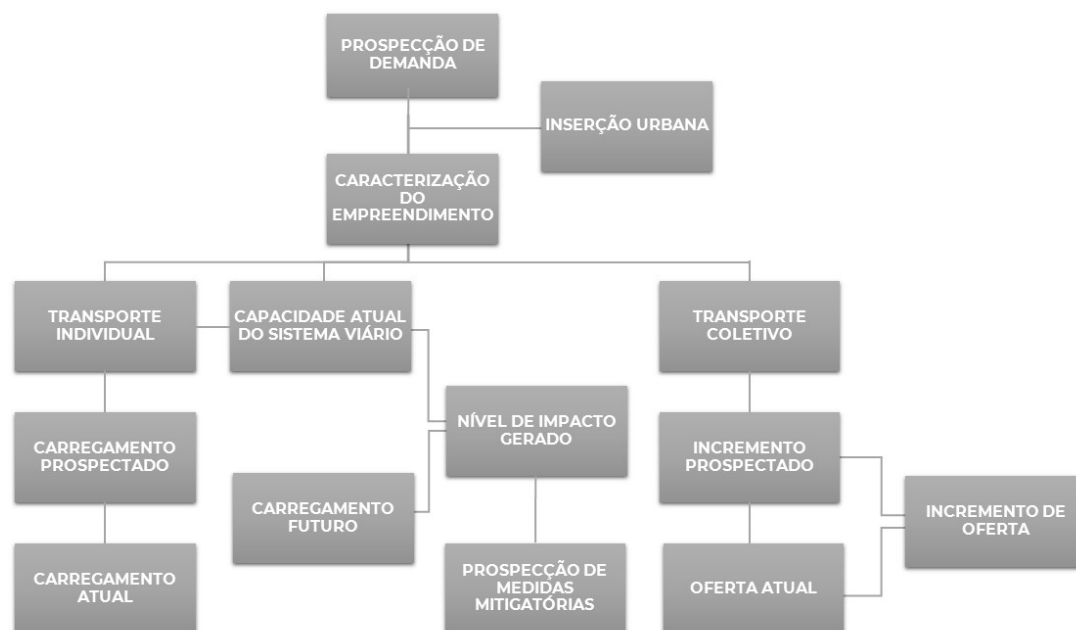 PROSPECÇÃO DE
DEMANDA
INSERÇÃO URBANA
CARACTERIZAÇÃO
DO
EMPREENDIMENTO
TRANSPORTE
INDIVIDUAL
CAPACIDADE ATUAL
DO SISTEMA VIÁRIO
TRANSPORTE
COLETIVO
CARREGAMENTO
PROSPECTADO
NÍVEL DE IMPACTO
GERADO
INCREMENTO
PROSPECTADO
CARREGAMENTO
FUTURO
INCREMENTO DE
OFERTA
CARREGAMENTO
ATUAL
PROSPECÇÃO DE
MEDIDAS
MITIGATÓRIAS
OFERTA ATUAL